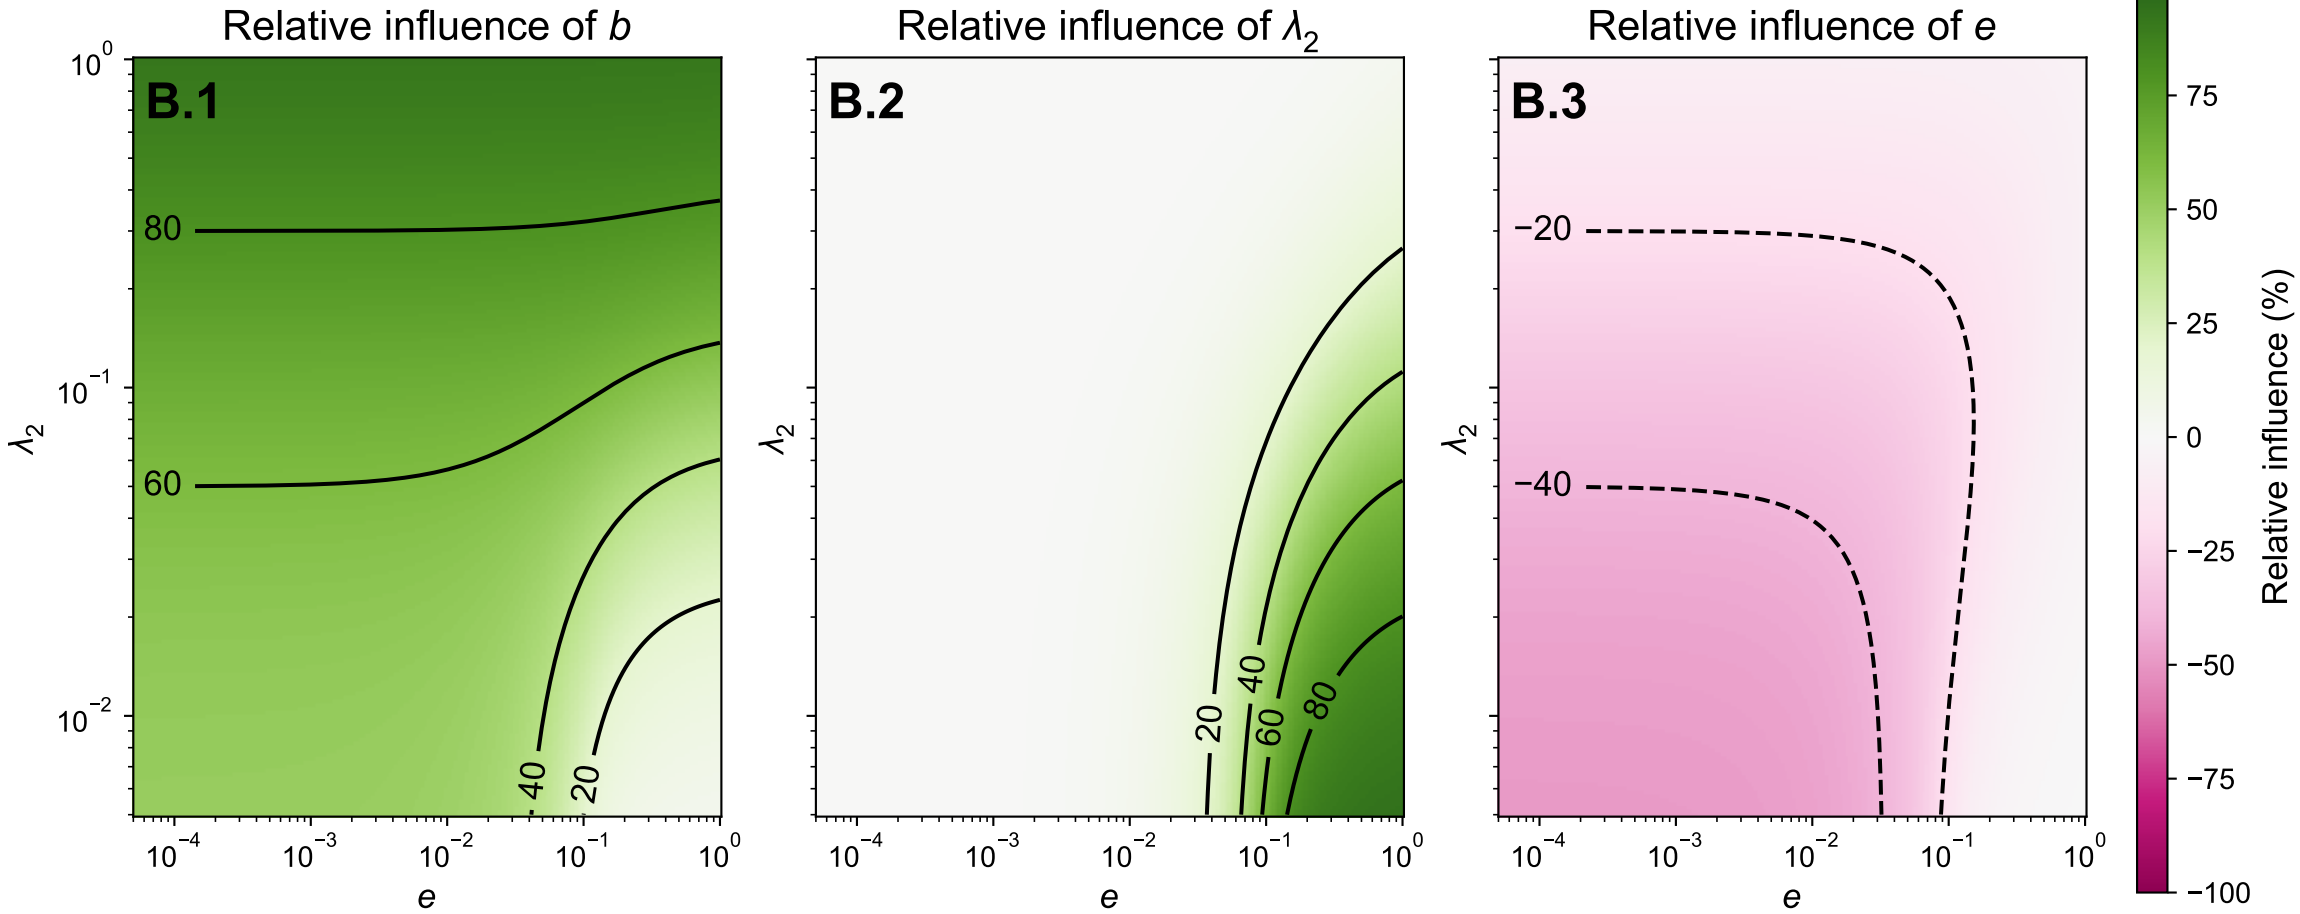 Relative influence of b
Relative influence of λ2
Relative influence of e
B.1
B.2
B.3
10^0
10^−1
10^−2
λ2
80
60
40
20
10^−4
10^−3
10^−2
10^−1
10^0
e
λ2
20
40
60
80
10^−4
10^−3
10^−2
10^−1
10^0
e
λ2
−20
−40
10^−4
10^−3
10^−2
10^−1
10^0
e
75
50
25
0
−25
−50
−75
−100
Relative influence (%)